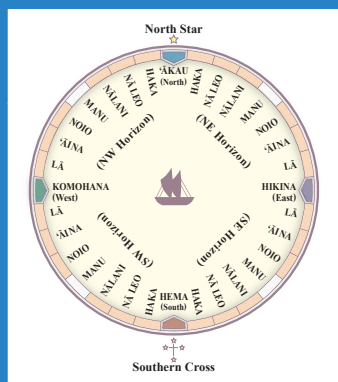 North Star
ʻĀKAU
(North)
HAKA
NĀ LEO
NĀLANI
MANU
NOIO
ʻĀINA
LĀ
(NE Horizon)
HIKINA
(East)
LĀ
ʻĀINA
NOIO
MANU
NĀLANI
NĀ LEO
HAKA
(SE Horizon)
HEMA
(South)
HAKA
NĀ LEO
NĀLANI
MANU
NOIO
ʻĀINA
LĀ
(SW Horizon)
KOMOHANA
(West)
LĀ
ʻĀINA
NOIO
MANU
NĀLANI
NĀ LEO
HAKA
(NW Horizon)
Southern Cross